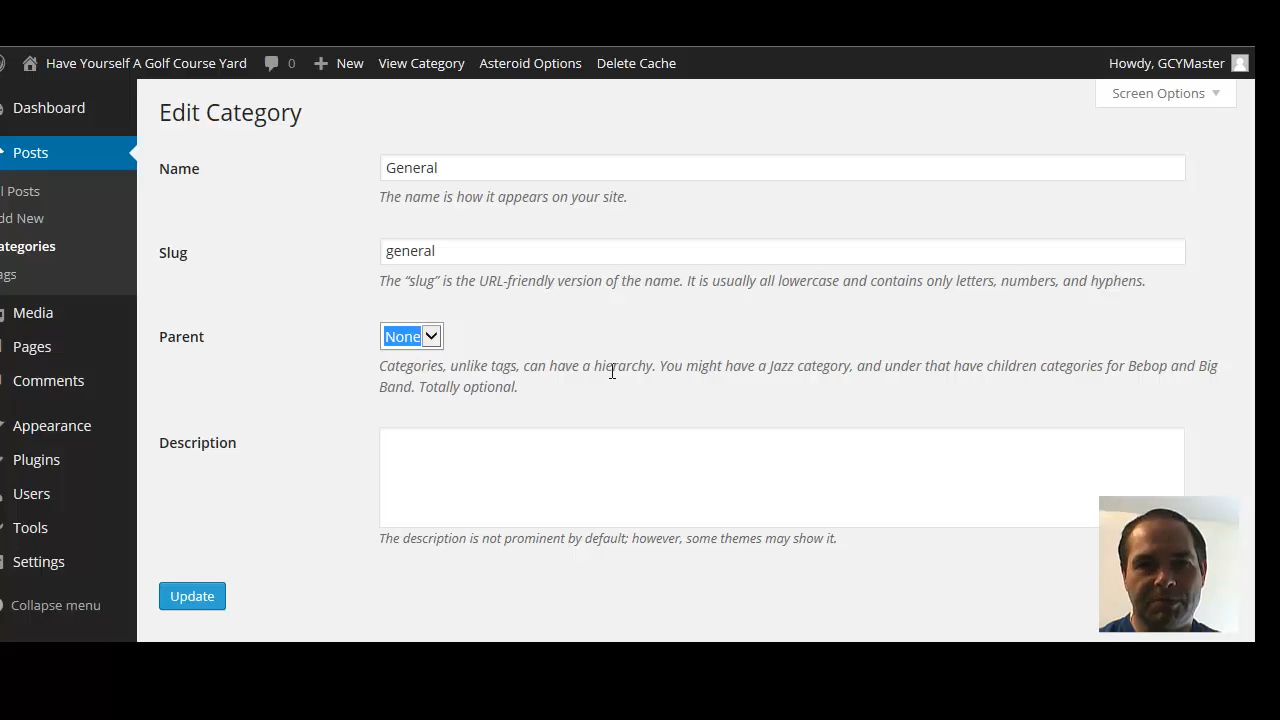 Have Yourself A Golf Course Yard 0 New View Category Asteroid Options Delete Cache Howdy, GCYMaster
Screen Options
Dashboard
Posts
l Posts
dd New
ategories
ags
Media
Pages
Comments
Appearance
Plugins
Users
Tools
Settings
Collapse menu
Edit Category
Name
General
The name is how it appears on your site.
Slug
general
The “slug” is the URL-friendly version of the name. It is usually all lowercase and contains only letters, numbers, and hyphens.
Parent
None
Categories, unlike tags, can have a hierarchy. You might have a Jazz category, and under that have children categories for Bebop and Big
Band. Totally optional.
Description
The description is not prominent by default; however, some themes may show it.
Update